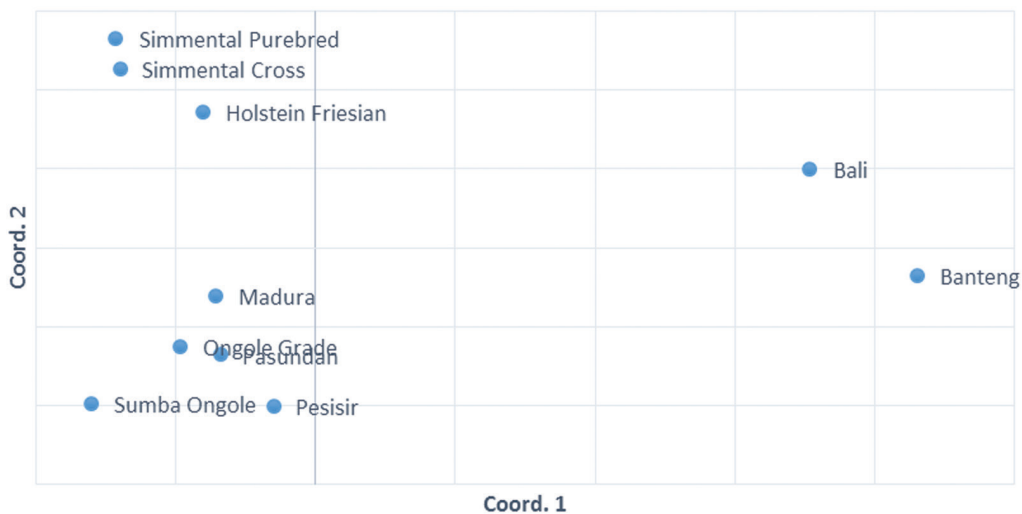 Simmental Purebred
Simmental Cross
Holstein Friesian
Bali
Coord. 2
Banteng
Madura
Ongole Grade
Pasundan
Sumba Ongole
Pesisir
Coord. 1